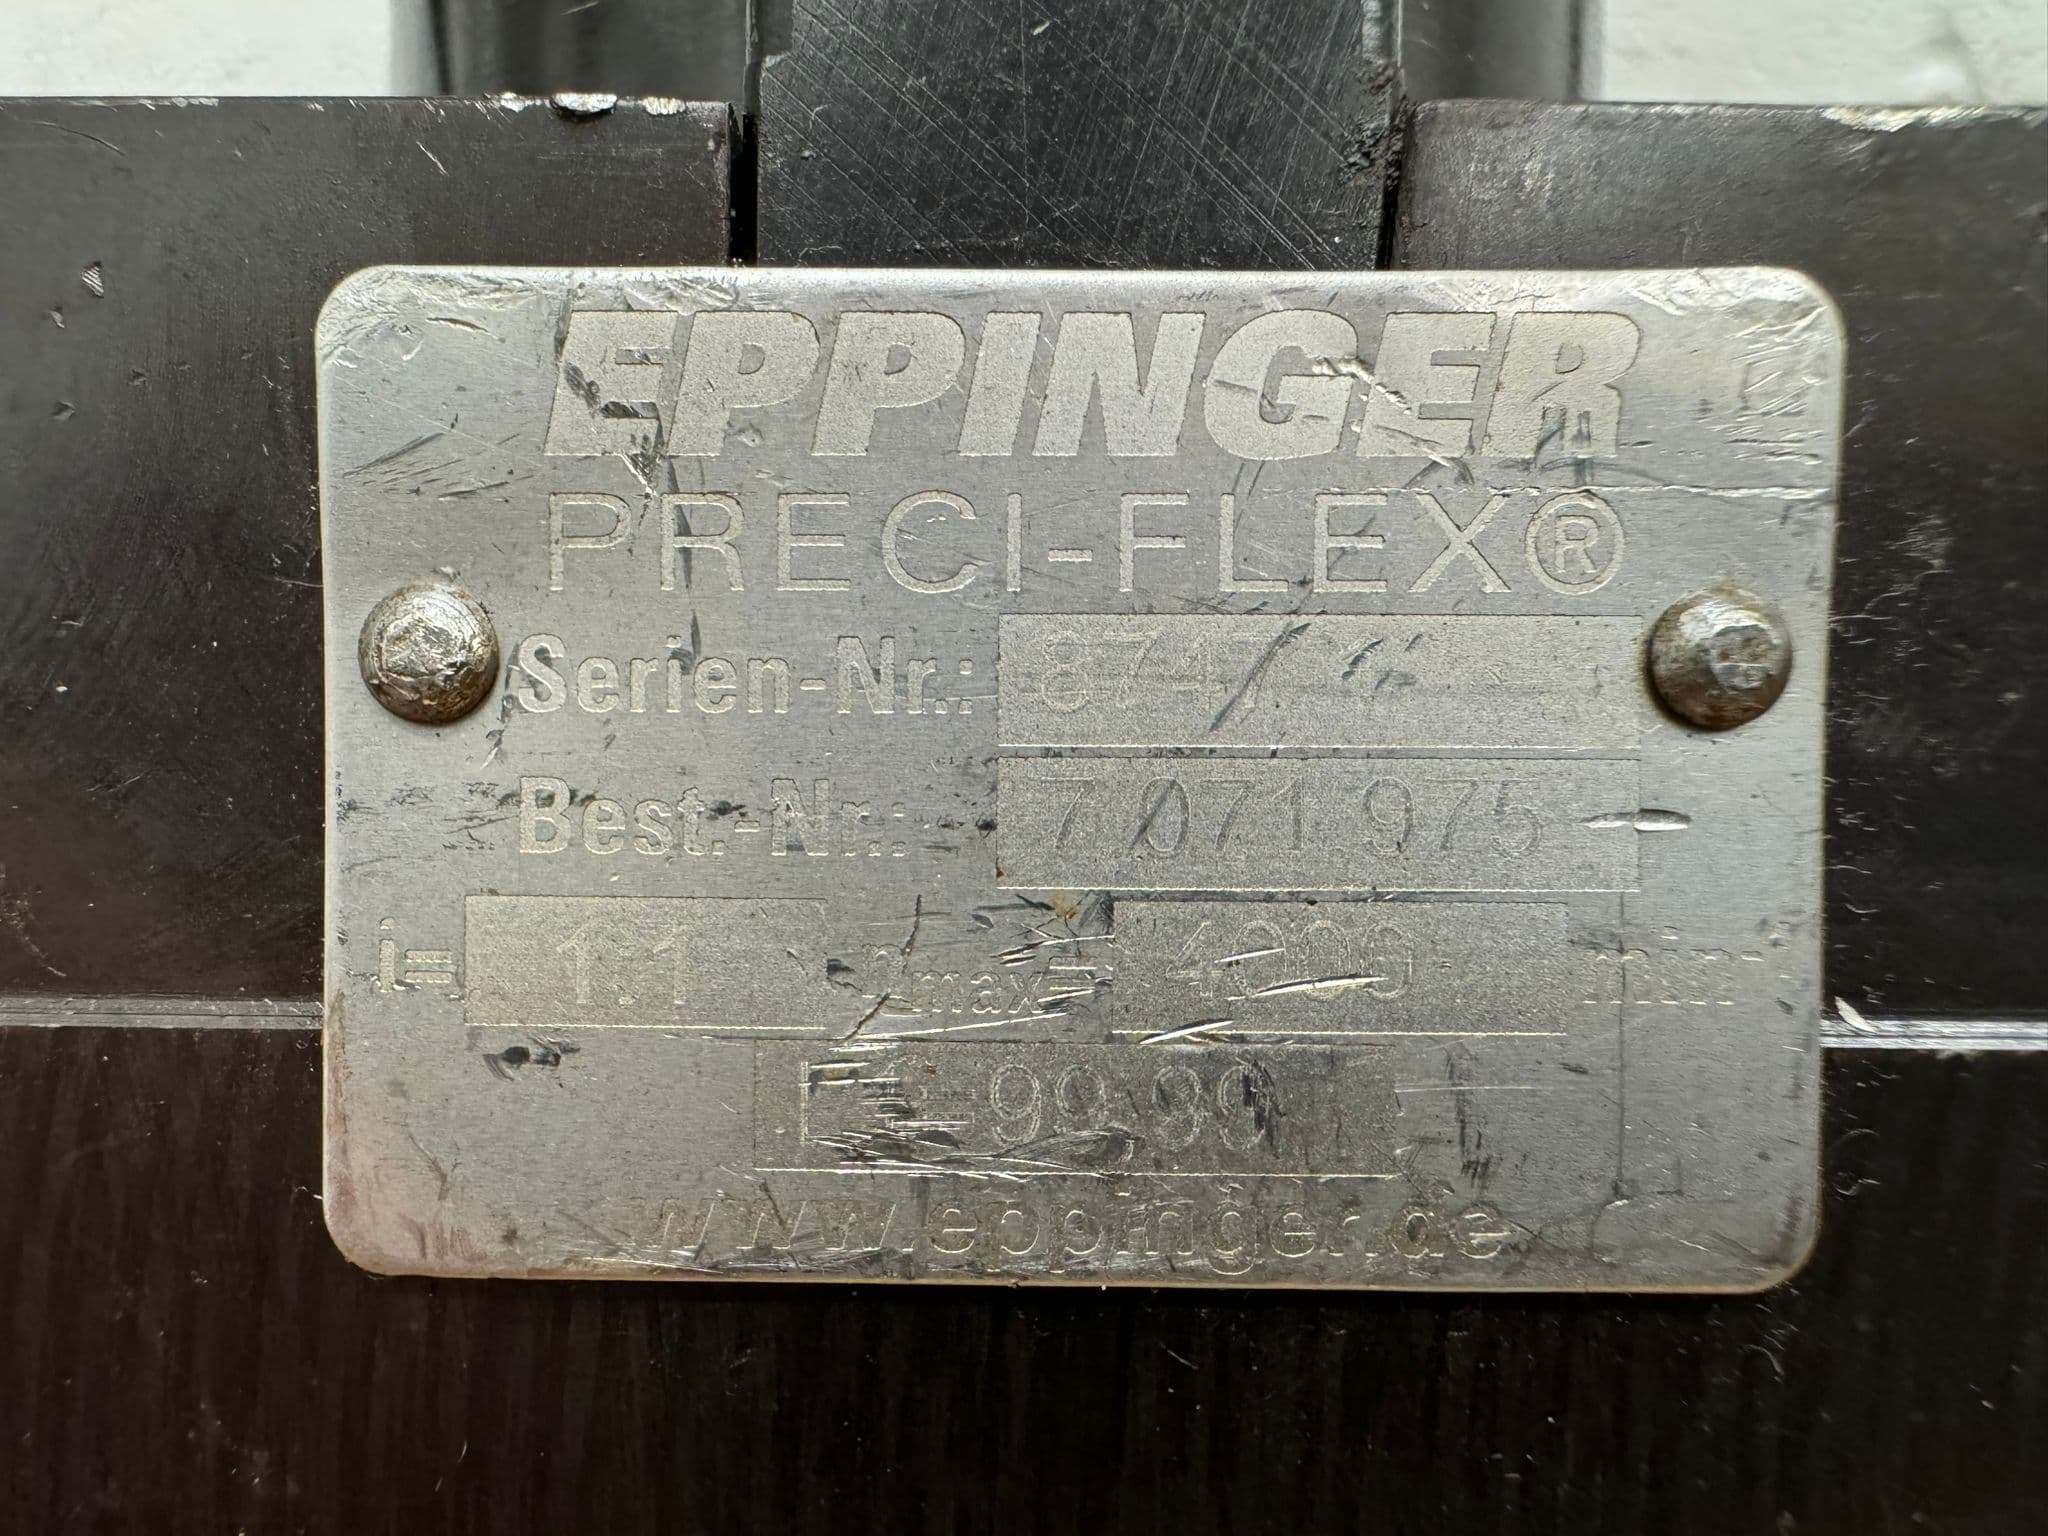 EPPINGER
PRECI-FLEX®
Serien-Nr.:
Best.-Nr.: 7.071.975
i= 1:1 nmax= 4000 min-1
=99,99
www.eppinger.de